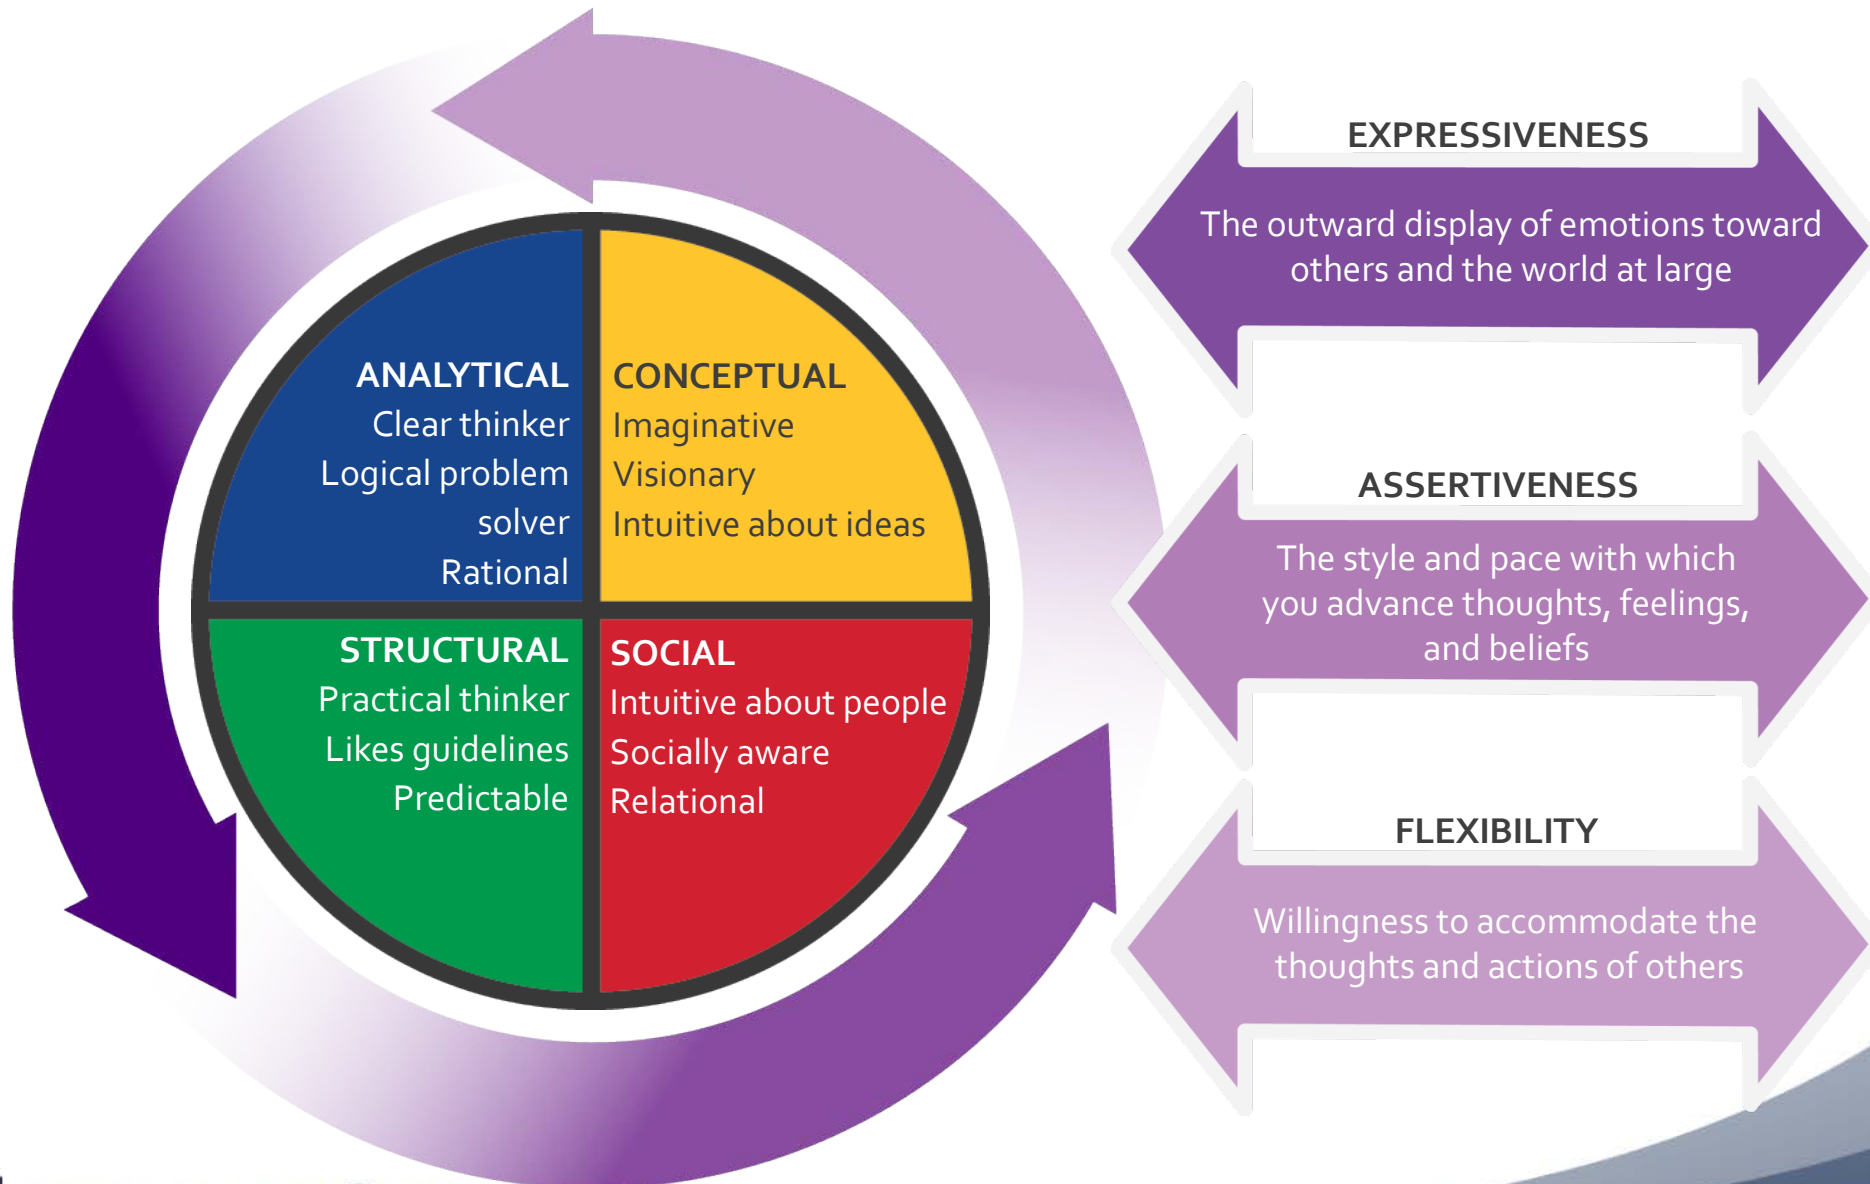 ANALYTICAL
Clear thinker
Logical problem
solver
Rational
CONCEPTUAL
Imaginative
Visionary
Intuitive about ideas
STRUCTURAL
Practical thinker
Likes guidelines
Predictable
SOCIAL
Intuitive about people
Socially aware
Relational
EXPRESSIVENESS
The outward display of emotions toward
others and the world at large
ASSERTIVENESS
The style and pace with which
you advance thoughts, feelings,
and beliefs
FLEXIBILITY
Willingness to accommodate the
thoughts and actions of others